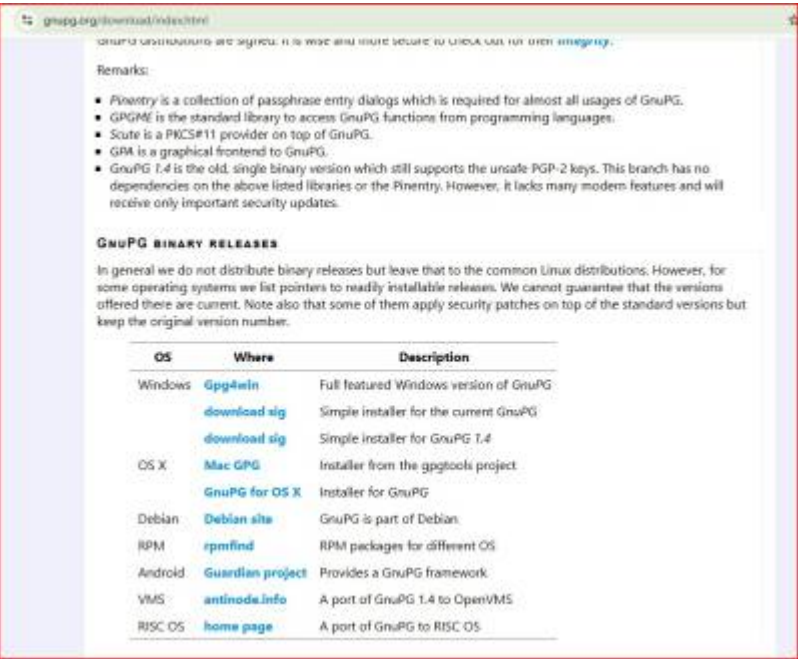 gnupg.org/download/index.html
GnuPG distributions are signed. It is wise and more secure to check out for their integrity.
Remarks:
• Pinentry is a collection of passphrase entry dialogs which is required for almost all usages of GnuPG.
• GPGME is the standard library to access GnuPG functions from programming languages.
• Scute is a PKCS#11 provider on top of GnuPG.
• GPA is a graphical frontend to GnuPG.
• GnuPG 1.4 is the old, single binary version which still supports the unsafe PGP-2 keys. This branch has no
dependencies on the above listed libraries or the Pinentry. However, it lacks many modern features and will
receive only important security updates.
GnuPG binary releases
In general we do not distribute binary releases but leave that to the common Linux distributions. However, for
some operating systems we list pointers to readily installable releases. We cannot guarantee that the versions
offered there are current. Note also that some of them apply security patches on top of the standard versions but
keep the original version number.
OS Where Description
Windows Gpg4win Full featured Windows version of GnuPG
download sig Simple installer for the current GnuPG
download sig Simple installer for GnuPG 1.4
OS X Mac GPG Installer from the gpgtools project
GnuPG for OS X Installer for GnuPG
Debian Debian site GnuPG is part of Debian
RPM rpmfind RPM packages for different OS
Android Guardian project Provides a GnuPG framework
VMS antinode.info A port of GnuPG 1.4 to OpenVMS
RISC OS home page A port of GnuPG to RISC OS